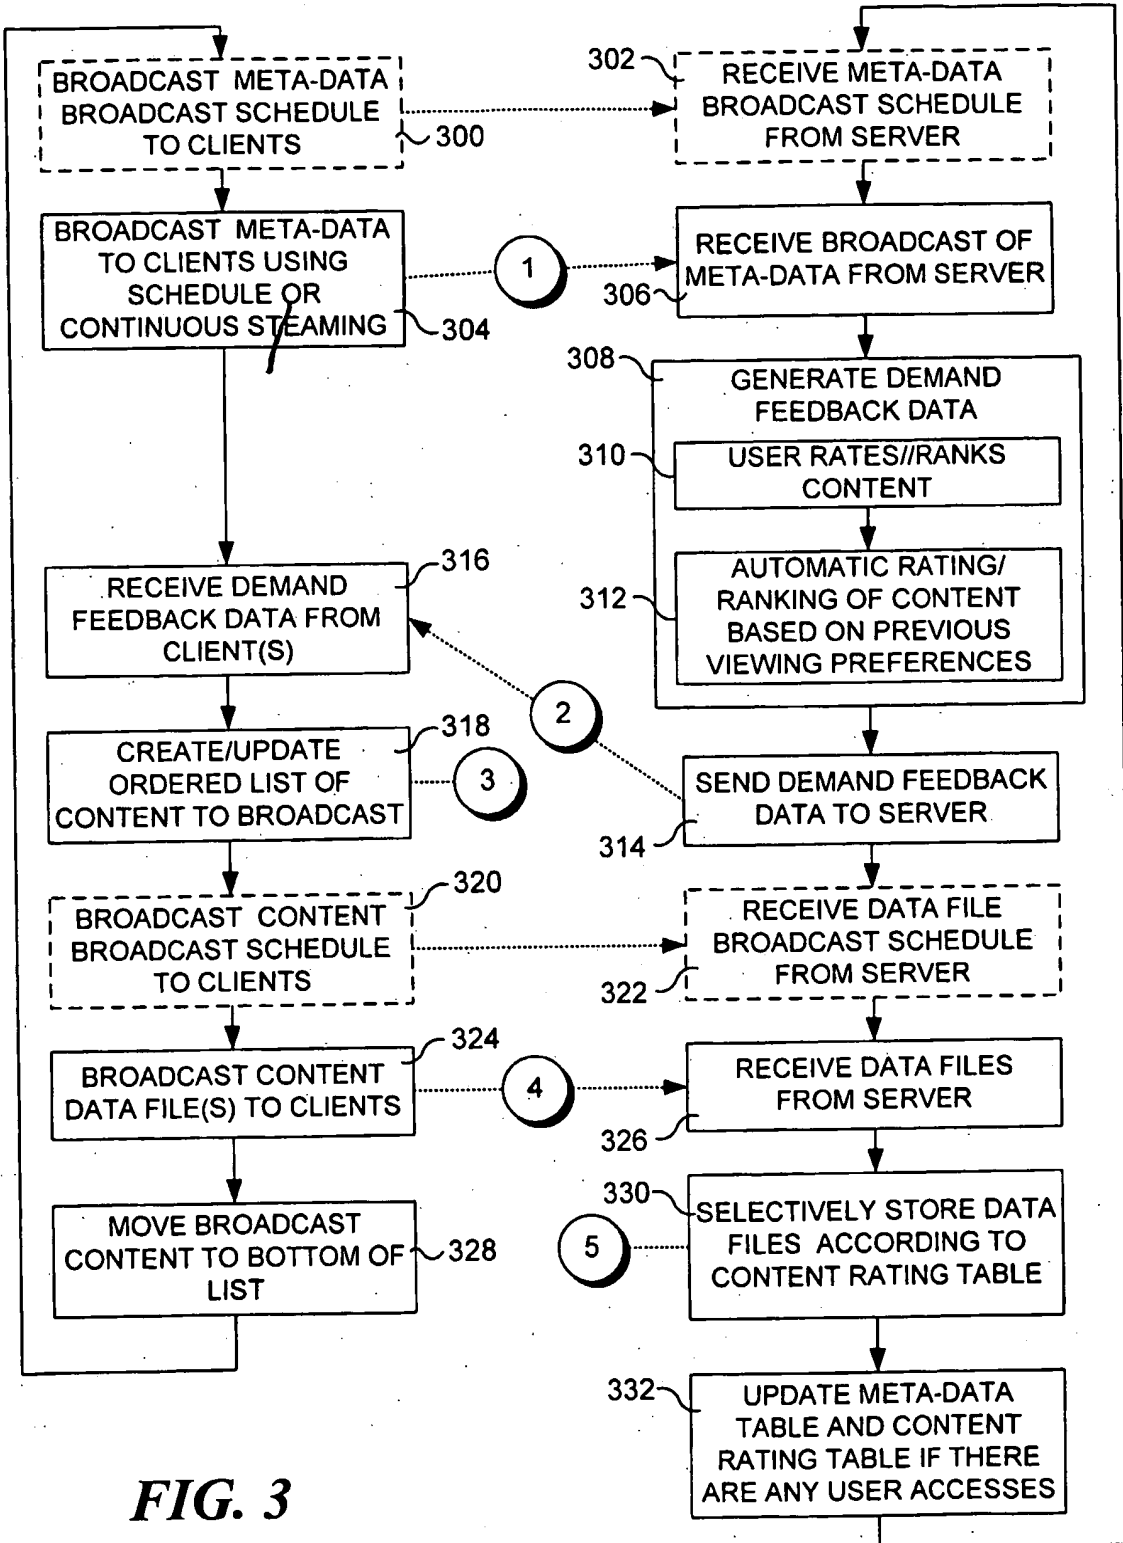 BROADCAST META-DATA
BROADCAST SCHEDULE
TO CLIENTS
300
302
RECEIVE META-DATA
BROADCAST SCHEDULE
FROM SERVER
BROADCAST META-DATA
TO CLIENTS USING
SCHEDULE OR
CONTINUOUS STEAMING
304
1
RECEIVE BROADCAST OF
META-DATA FROM SERVER
306
308
GENERATE DEMAND
FEEDBACK DATA
310
USER RATES//RANKS
CONTENT
312
AUTOMATIC RATING/
RANKING OF CONTENT
BASED ON PREVIOUS
VIEWING PREFERENCES
316
RECEIVE DEMAND
FEEDBACK DATA FROM
CLIENT(S)
2
318
CREATE/UPDATE
ORDERED LIST OF
CONTENT TO BROADCAST
3
SEND DEMAND FEEDBACK
DATA TO SERVER
314
320
BROADCAST CONTENT
BROADCAST SCHEDULE
TO CLIENTS
RECEIVE DATA FILE
BROADCAST SCHEDULE
FROM SERVER
322
324
BROADCAST CONTENT
DATA FILE(S) TO CLIENTS
4
RECEIVE DATA FILES
FROM SERVER
326
MOVE BROADCAST
CONTENT TO BOTTOM OF
LIST
328
330
SELECTIVELY STORE DATA
FILES ACCORDING TO
CONTENT RATING TABLE
5
332
UPDATE META-DATA
TABLE AND CONTENT
RATING TABLE IF THERE
ARE ANY USER ACCESSES
FIG. 3